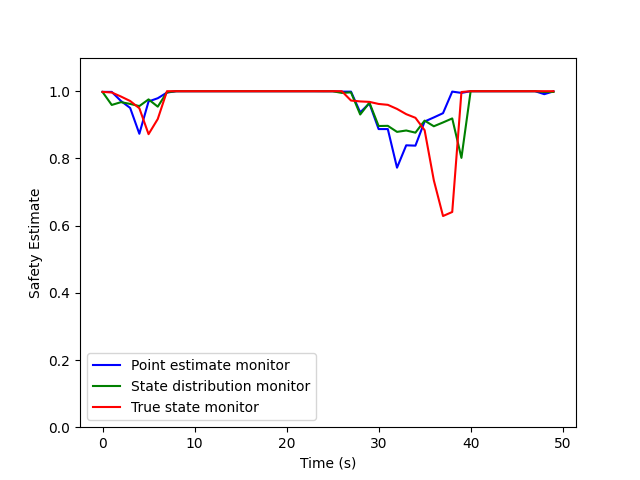 1.0
0.8
0.6
0.4
0.2
0.0
Safety Estimate
Point estimate monitor
State distribution monitor
True state monitor
0 10 20 30 40 50
Time (s)